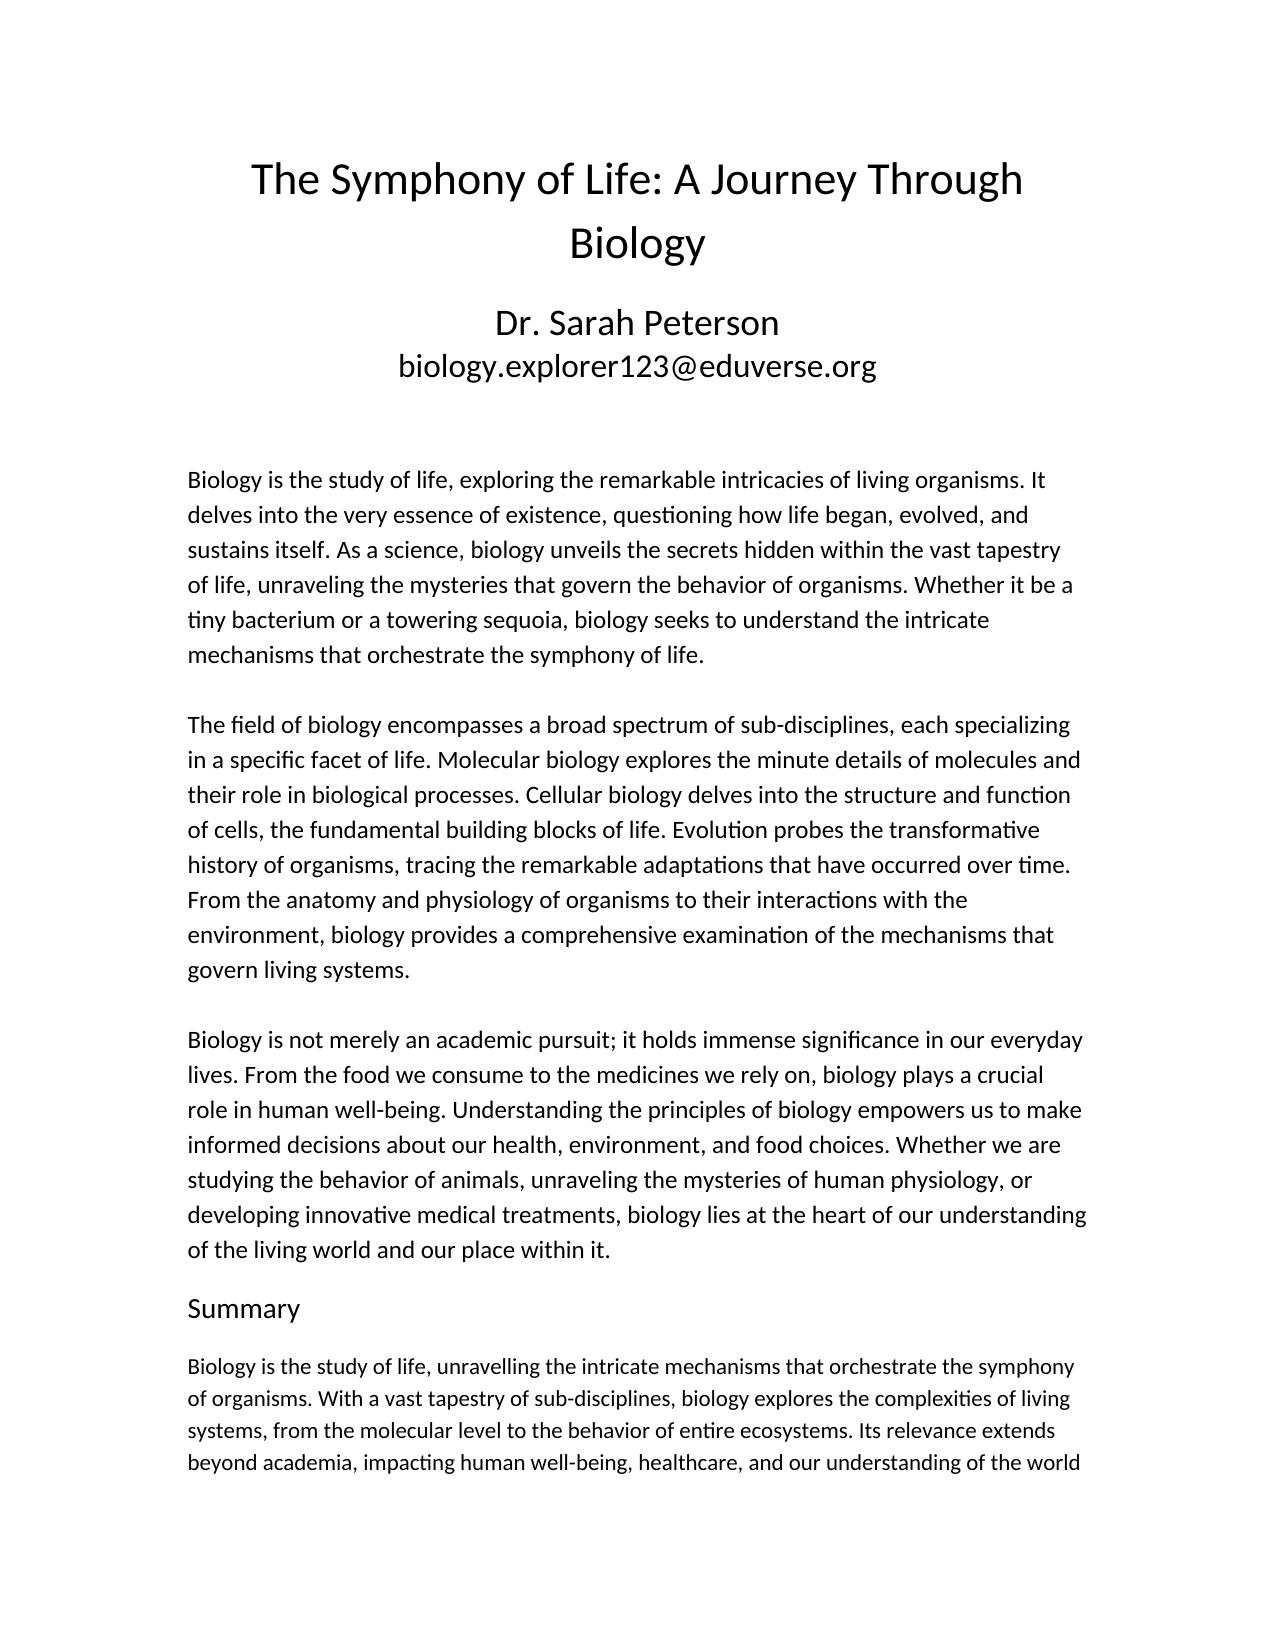 The Symphony of Life: A Journey Through
Biology
Dr. Sarah Peterson
biology.explorer123@eduverse.org
Biology is the study of life, exploring the remarkable intricacies of living organisms. It
delves into the very essence of existence, questioning how life began, evolved, and
sustains itself. As a science, biology unveils the secrets hidden within the vast tapestry
of life, unraveling the mysteries that govern the behavior of organisms. Whether it be a
tiny bacterium or a towering sequoia, biology seeks to understand the intricate
mechanisms that orchestrate the symphony of life.
The field of biology encompasses a broad spectrum of sub-disciplines, each specializing
in a specific facet of life. Molecular biology explores the minute details of molecules and
their role in biological processes. Cellular biology delves into the structure and function
of cells, the fundamental building blocks of life. Evolution probes the transformative
history of organisms, tracing the remarkable adaptations that have occurred over time.
From the anatomy and physiology of organisms to their interactions with the
environment, biology provides a comprehensive examination of the mechanisms that
govern living systems.
Biology is not merely an academic pursuit; it holds immense significance in our everyday
lives. From the food we consume to the medicines we rely on, biology plays a crucial
role in human well-being. Understanding the principles of biology empowers us to make
informed decisions about our health, environment, and food choices. Whether we are
studying the behavior of animals, unraveling the mysteries of human physiology, or
developing innovative medical treatments, biology lies at the heart of our understanding
of the living world and our place within it.
Summary
Biology is the study of life, unravelling the intricate mechanisms that orchestrate the symphony
of organisms. With a vast tapestry of sub-disciplines, biology explores the complexities of living
systems, from the molecular level to the behavior of entire ecosystems. Its relevance extends
beyond academia, impacting human well-being, healthcare, and our understanding of the world